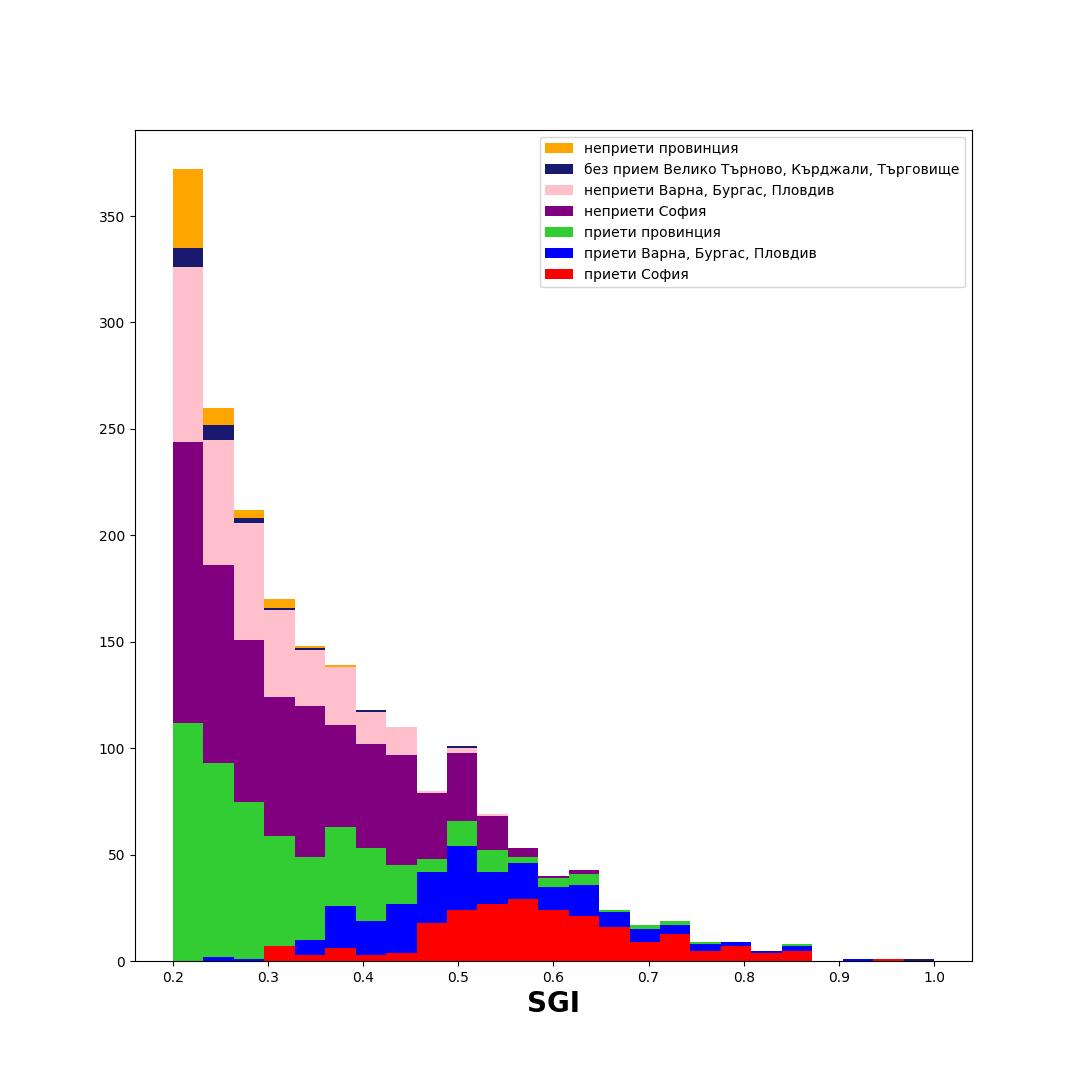 неприети провинция
без прием Велико Търново, Кърджали, Търговище
неприети Варна, Бургас, Пловдив
неприети София
приети провинция
приети Варна, Бургас, Пловдив
приети София
350
300
250
200
150
100
50
0
0.2 0.3 0.4 0.5 0.6 0.7 0.8 0.9 1.0
SGI